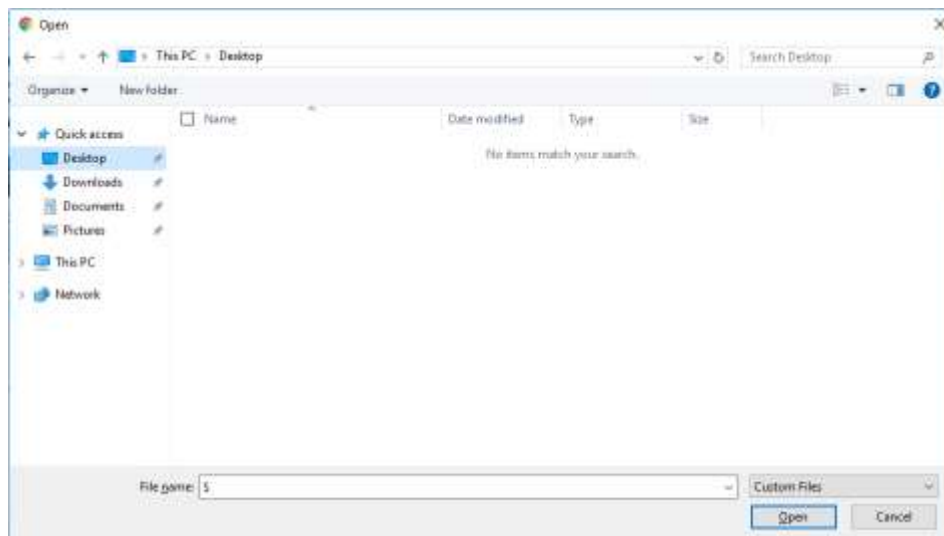 Open
This PC › Desktop
Search Desktop
Organize
New folder
Name
Date modified
Type
Size
No items match your search.
Quick access
Desktop
Downloads
Documents
Pictures
This PC
Network
File name: S
Custom Files
Open
Cancel